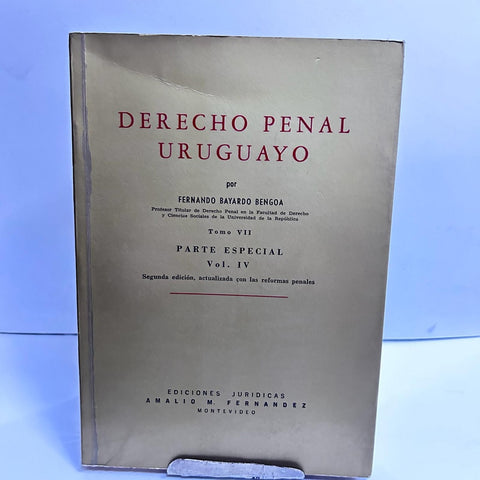 DERECHO PENAL
URUGUAYO
por
FERNANDO BAYARDO BENGOA
Profesor Titular de Derecho Penal en la Facultad de Derecho
y Ciencias Sociales de la Universidad de la República
Tomo VII
PARTE ESPECIAL
Vol. IV
Segunda edición, actualizada con las reformas penales
EDICIONES JURIDICAS
AMALIO M. FERNANDEZ
MONTEVIDEO